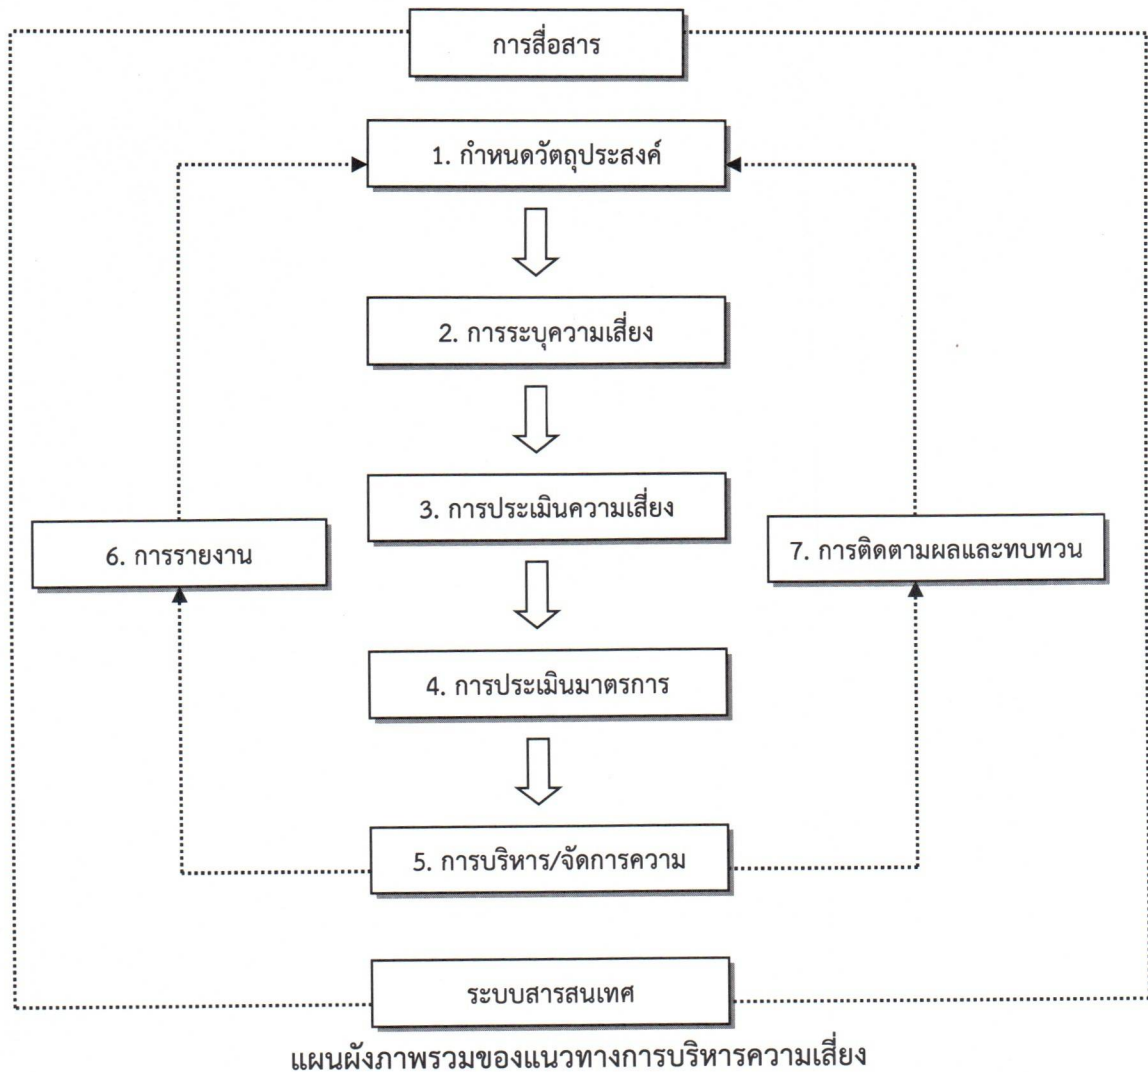 การสื่อสาร
1. กำหนดวัตถุประสงค์
2. การระบุความเสี่ยง
3. การประเมินความเสี่ยง
6. การรายงาน
7. การติดตามผลและทบทวน
4. การประเมินมาตรการ
5. การบริหาร/จัดการความ
ระบบสารสนเทศ
แผนผังภาพรวมของแนวทางการบริหารความเสี่ยง